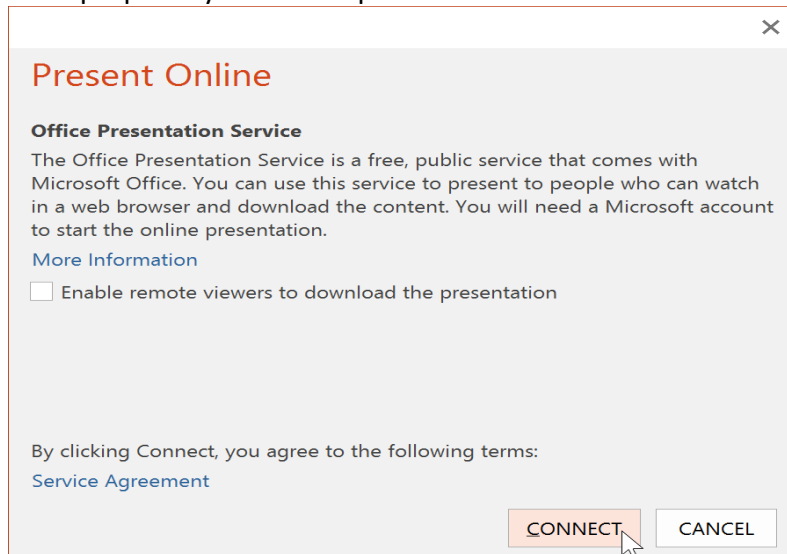 Present Online
Office Presentation Service
The Office Presentation Service is a free, public service that comes with
Microsoft Office. You can use this service to present to people who can watch
in a web browser and download the content. You will need a Microsoft account
to start the online presentation.
More Information
Enable remote viewers to download the presentation
By clicking Connect, you agree to the following terms:
Service Agreement
CONNECT CANCEL